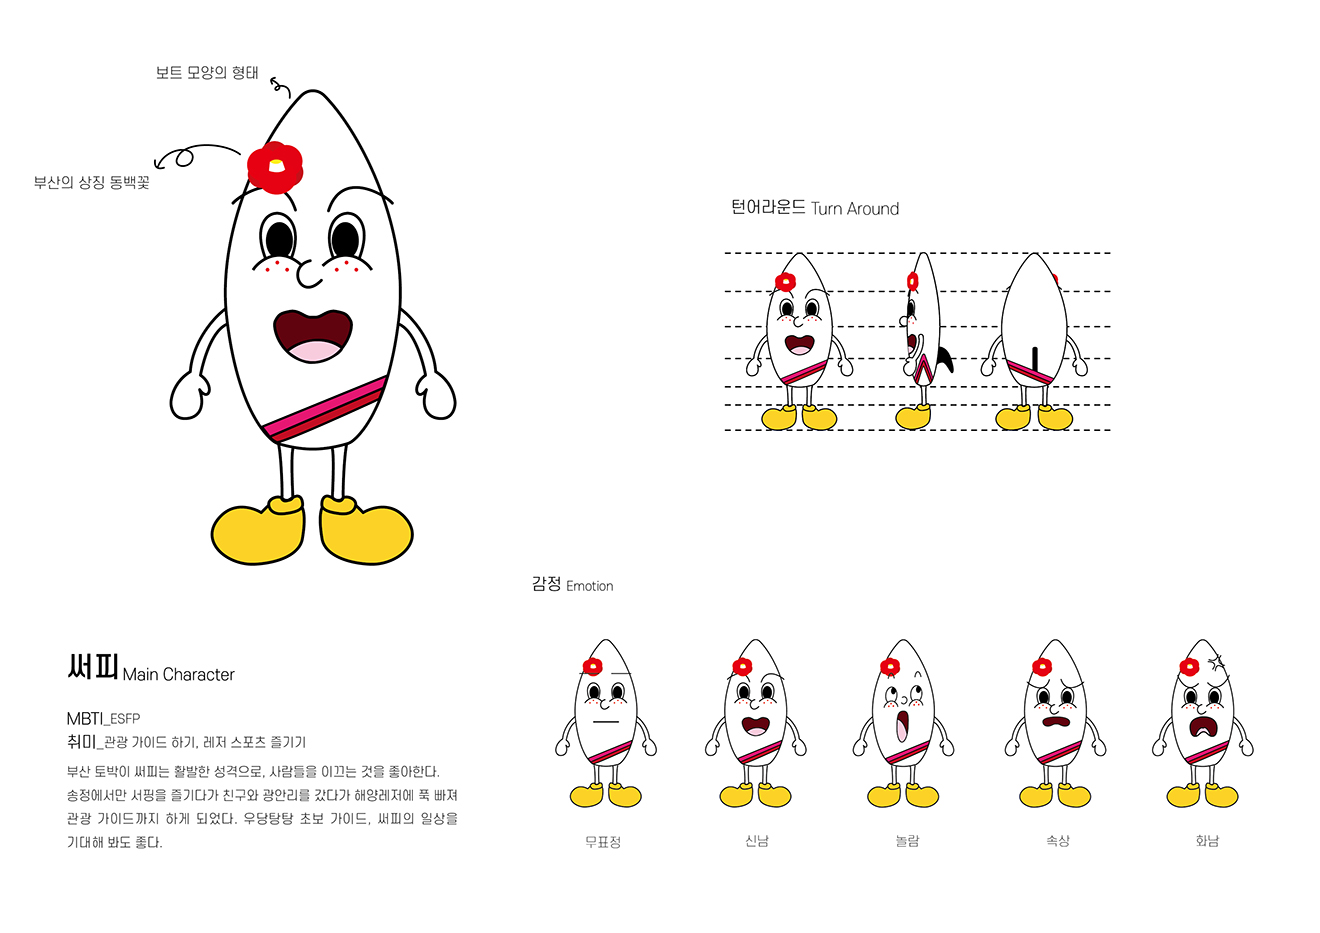 보트 모양의 형태
부산의 상징 동백꽃
턴어라운드 Turn Around
감정 Emotion
무표정
신남
놀람
속상
화남
써피 Main Character
MBTI_ESFP
취미_관광 가이드 하기, 레저 스포츠 즐기기
부산 토박이 써피는 활발한 성격으로, 사람들을 이끄는 것을 좋아한다.
송정에서만 서핑을 즐기다가 친구와 광안리를 갔다가 해양레저에 푹 빠져
관광 가이드까지 하게 되었다. 우당탕탕 초보 가이드, 써피의 일상을
기대해 봐도 좋다.